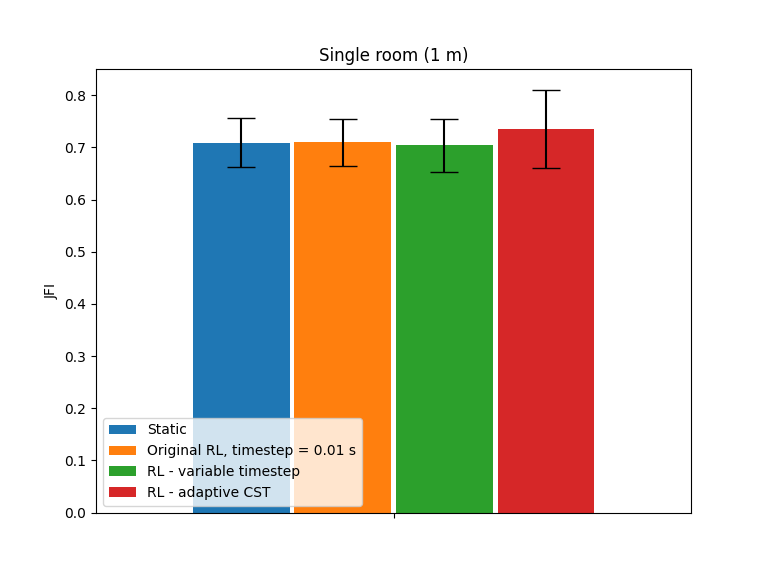 Single room (1 m)
JFI
0.8
0.7
0.6
0.5
0.4
0.3
0.2
0.1
0.0
Static
Original RL, timestep = 0.01 s
RL - variable timestep
RL - adaptive CST